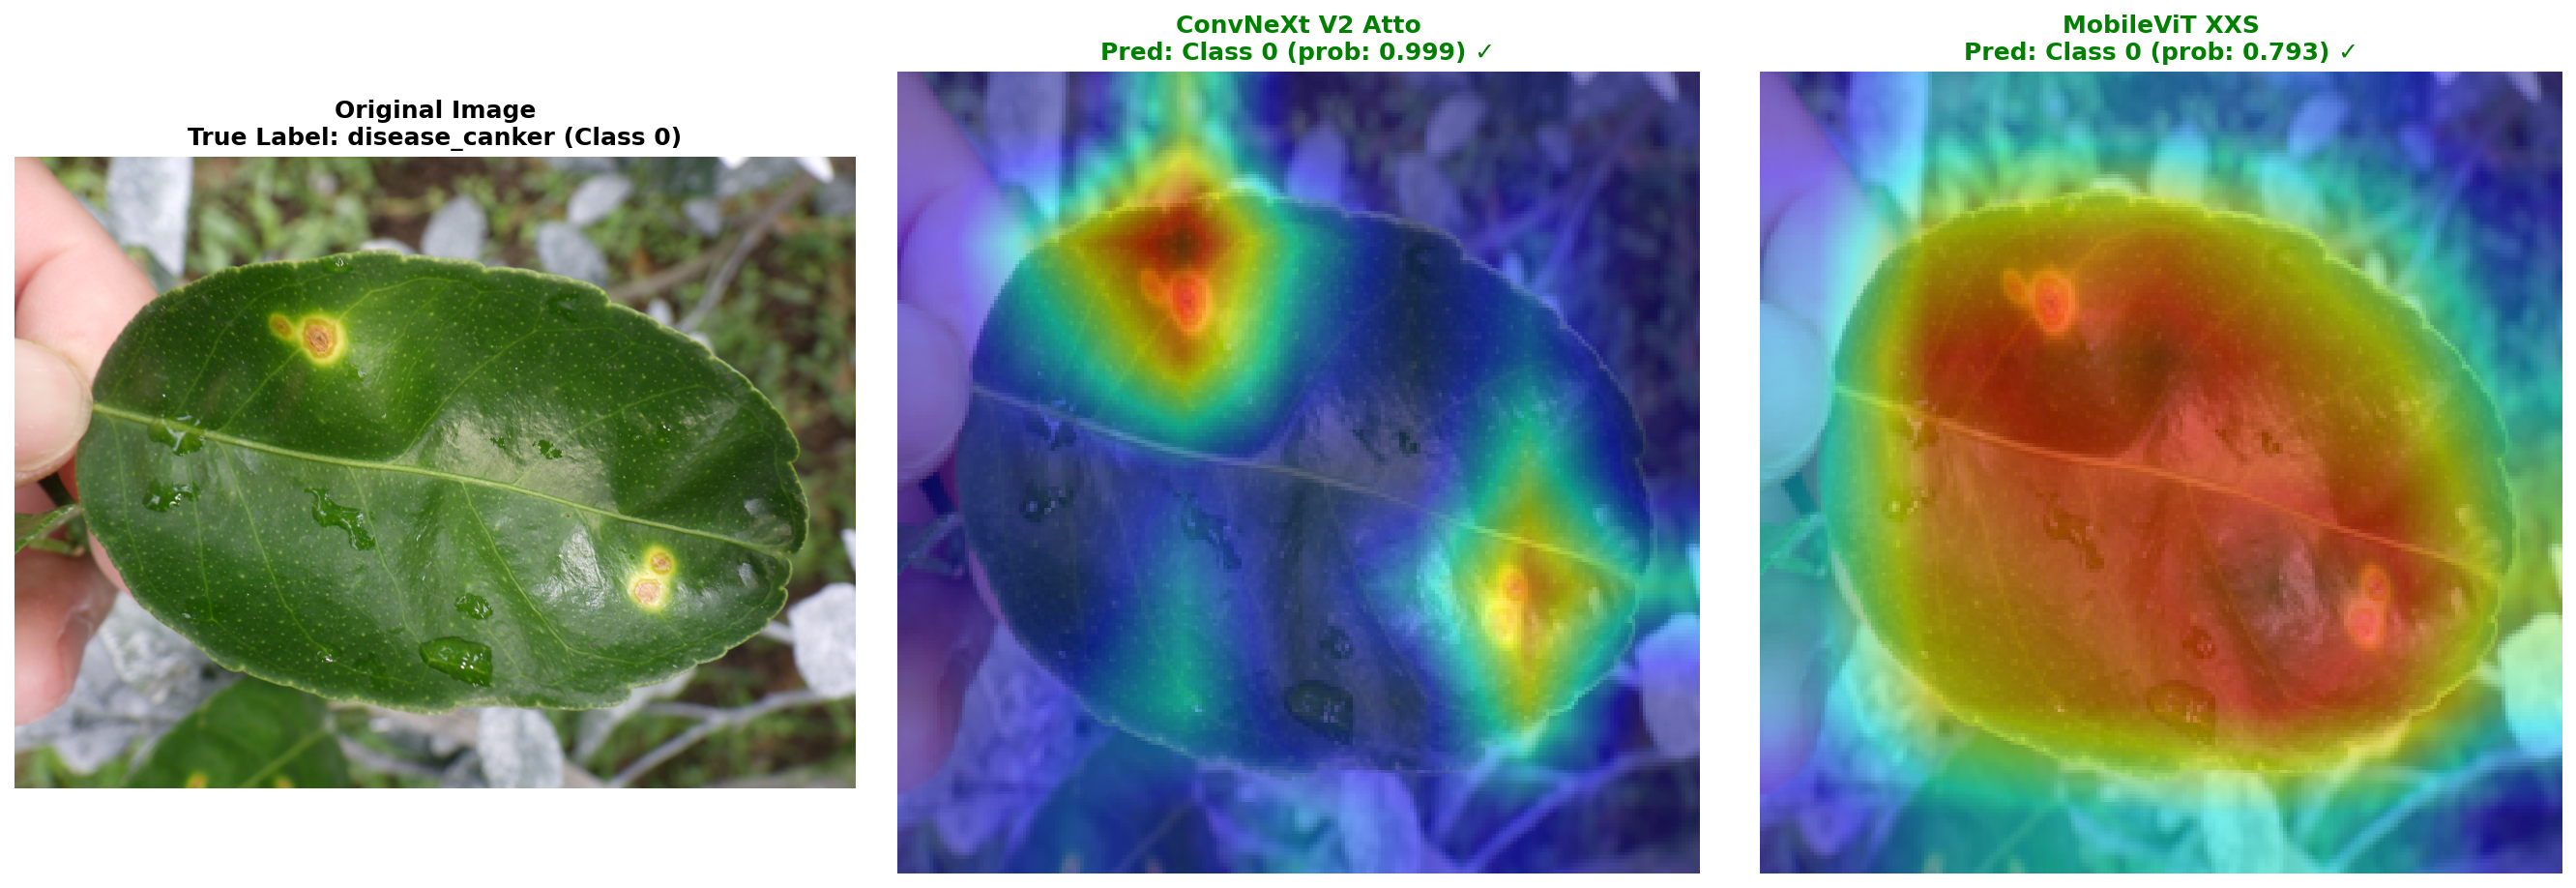 Original Image
True Label: disease_canker (Class 0)
ConvNeXt V2 Atto
Pred: Class 0 (prob: 0.999) ✓
MobileViT XXS
Pred: Class 0 (prob: 0.793) ✓